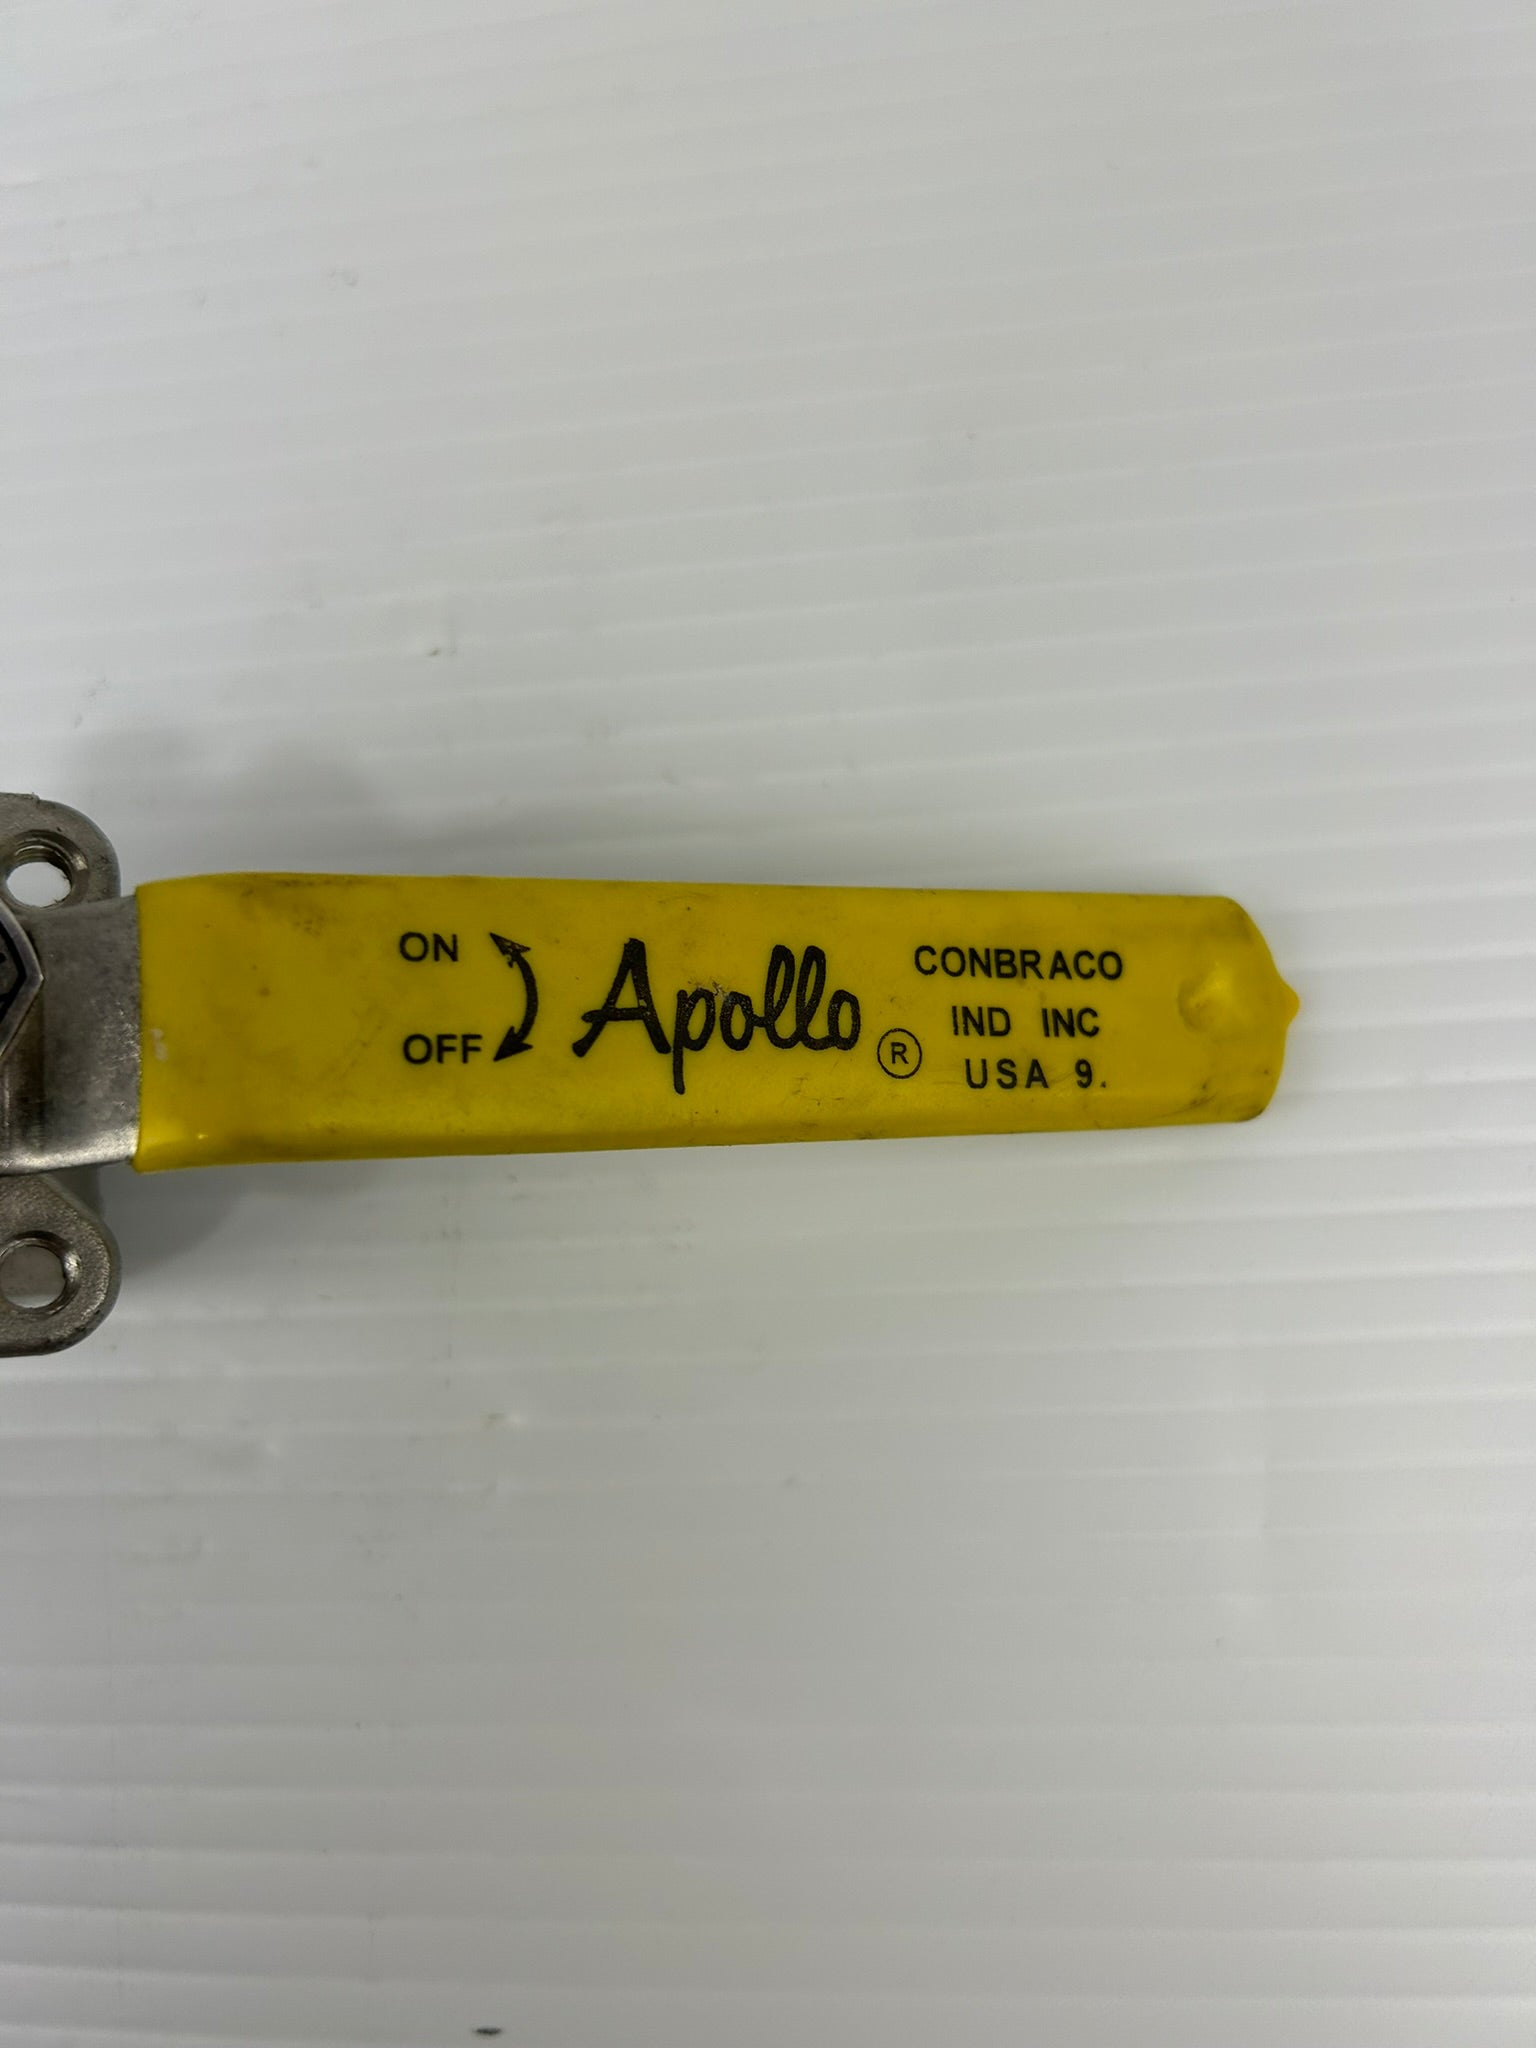 ON
OFF
Apollo ®
CONBRACO
IND INC
USA 9.